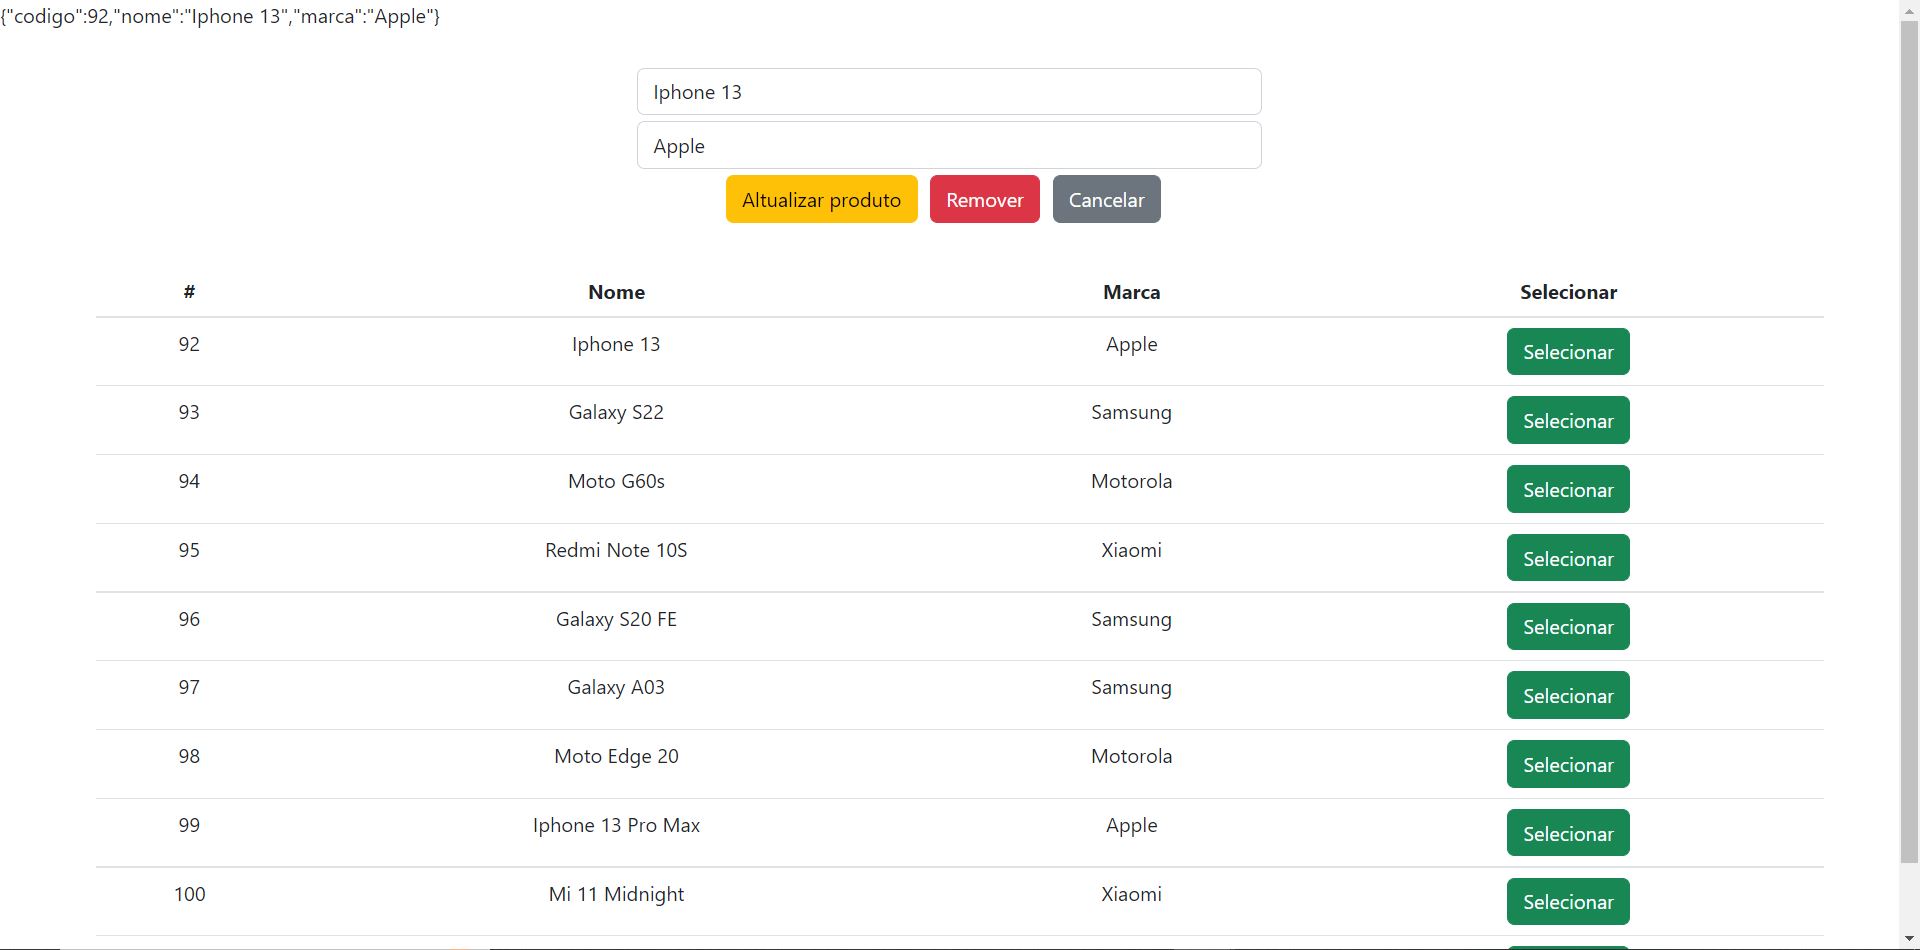 {"codigo":92,"nome":"Iphone 13","marca":"Apple"}
Iphone 13
Apple
Altualizar produto Remover Cancelar
# Nome Marca Selecionar
92 Iphone 13 Apple Selecionar
93 Galaxy S22 Samsung Selecionar
94 Moto G60s Motorola Selecionar
95 Redmi Note 10S Xiaomi Selecionar
96 Galaxy S20 FE Samsung Selecionar
97 Galaxy A03 Samsung Selecionar
98 Moto Edge 20 Motorola Selecionar
99 Iphone 13 Pro Max Apple Selecionar
100 Mi 11 Midnight Xiaomi Selecionar